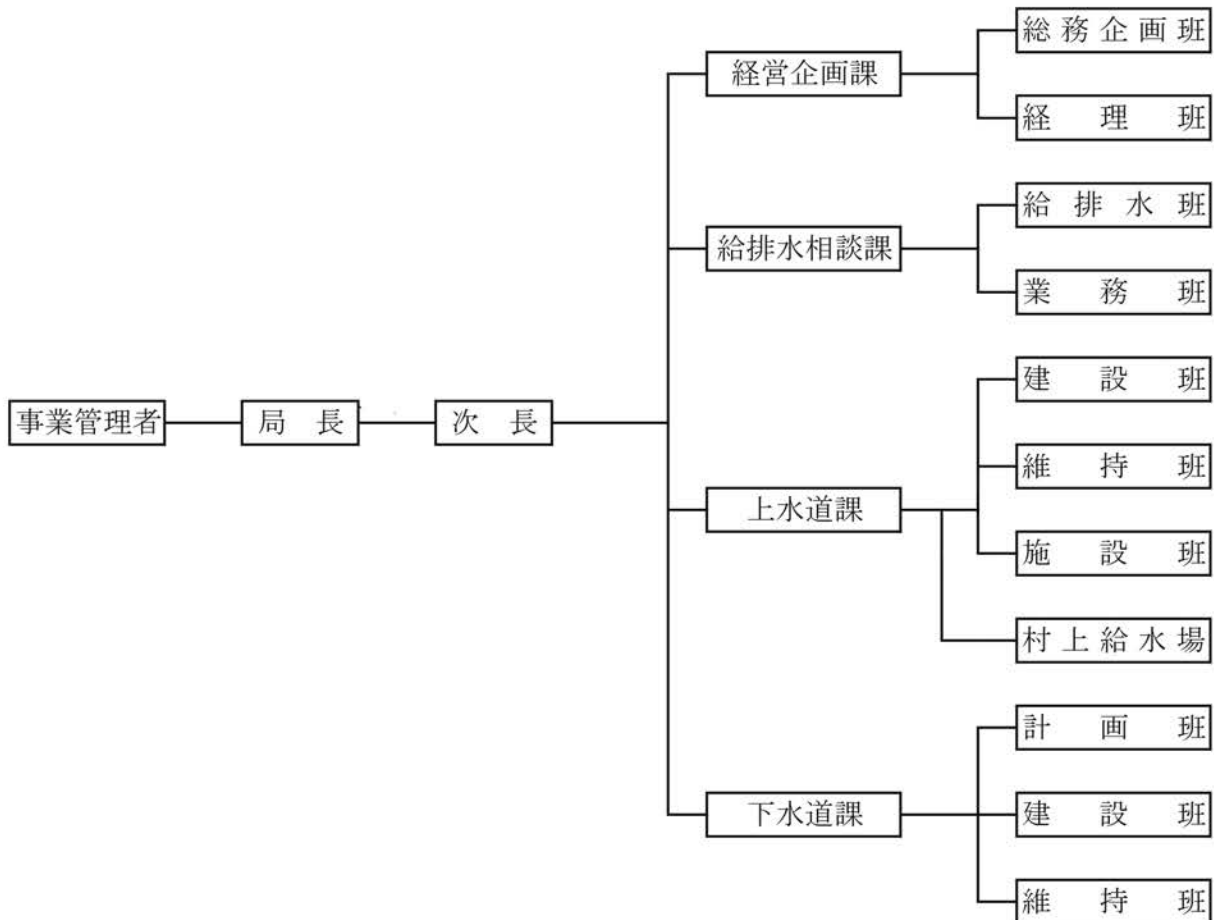 事業管理者
局長
次長
経営企画課
総務企画班
経理班
給排水相談課
給排水班
業務班
上水道課
建設班
維持班
施設班
村上給水場
下水道課
計画班
建設班
維持班